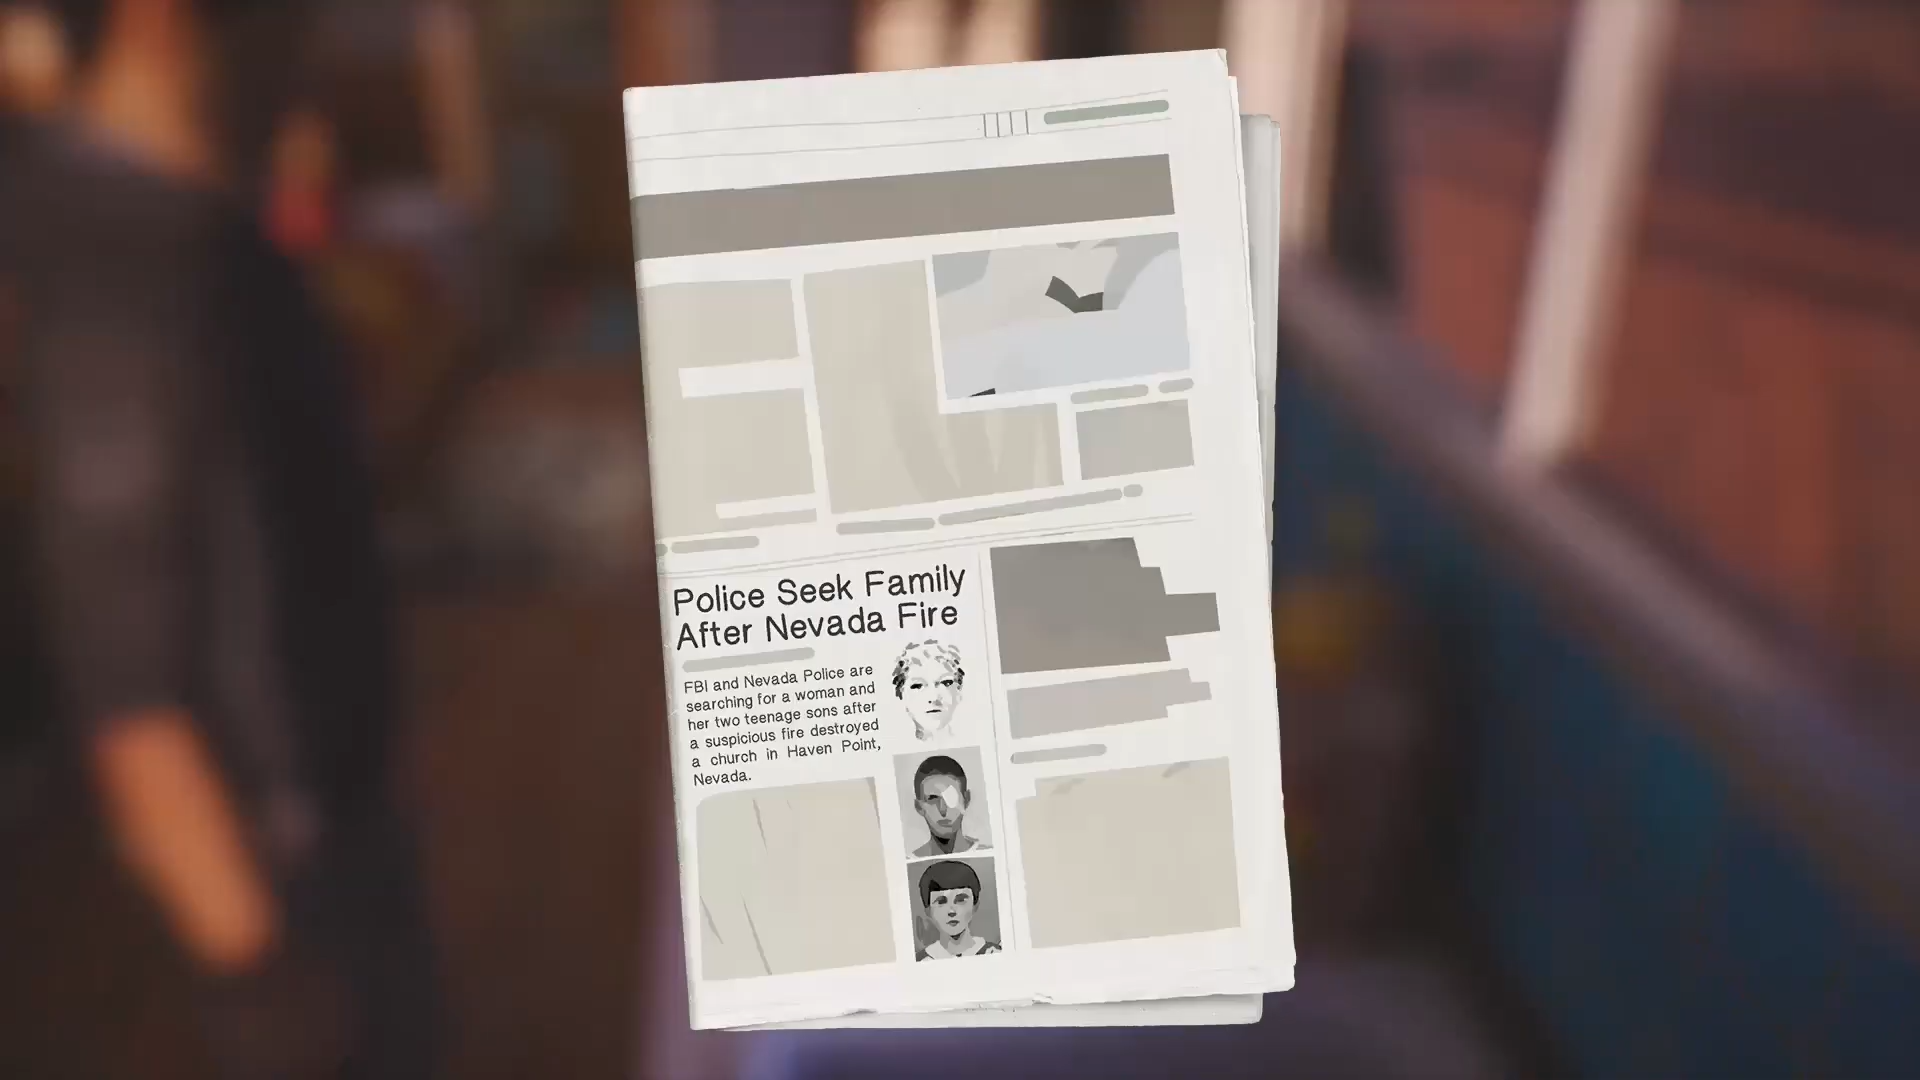 Police Seek Family
After Nevada Fire
FBI and Nevada Police are
searching for a woman and
her two teenage sons after
a suspicious fire destroyed
a church in Haven Point,
Nevada.